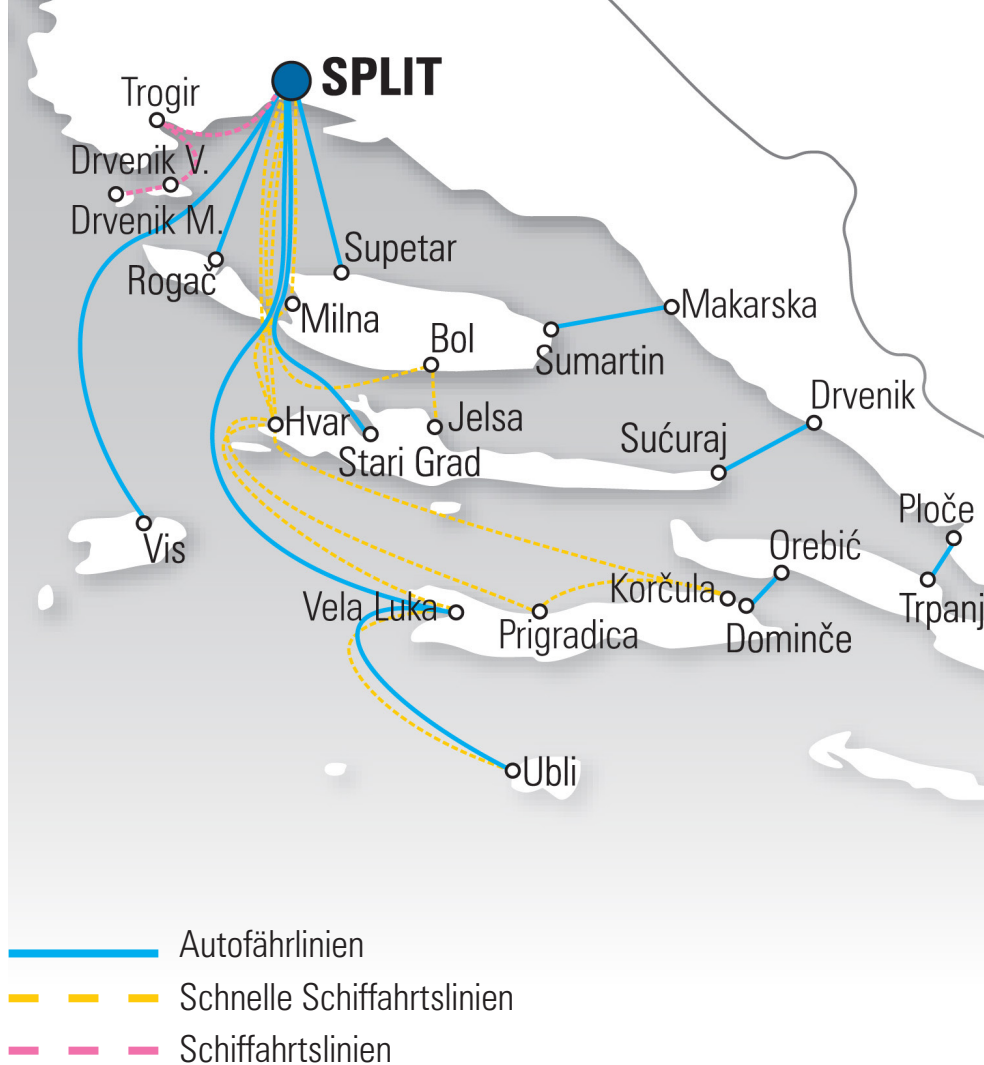 SPLIT
Trogir
Drvenik V.
Drvenik M.
Rogač
Supetar
Milna
Makarska
Bol
Sumartin
Drvenik
Hvar
Jelsa
Stari Grad
Sućuraj
Ploče
Vis
Orebić
Korčula
Vela Luka
Prigradica
Dominče
Trpanj
Ubli
Autofährlinien
Schnelle Schiffahrtslinien
Schiffahrtslinien